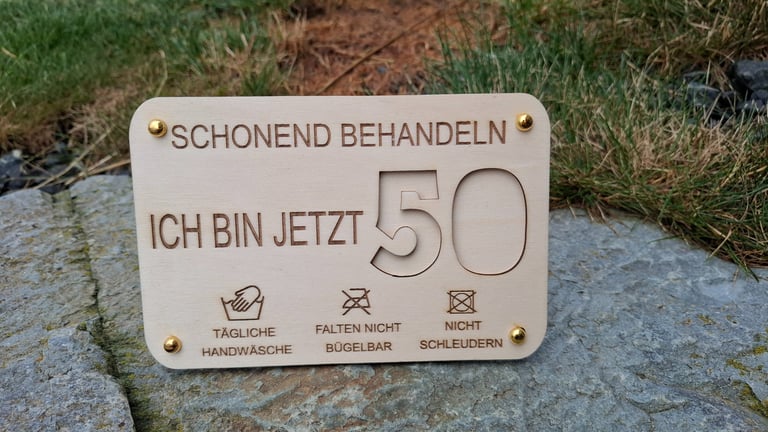 SCHONEND BEHANDELN
ICH BIN JETZT 50
TÄGLICHE
HANDWÄSCHE
FALTEN NICHT
BÜGELBAR
NICHT
SCHLEUDERN